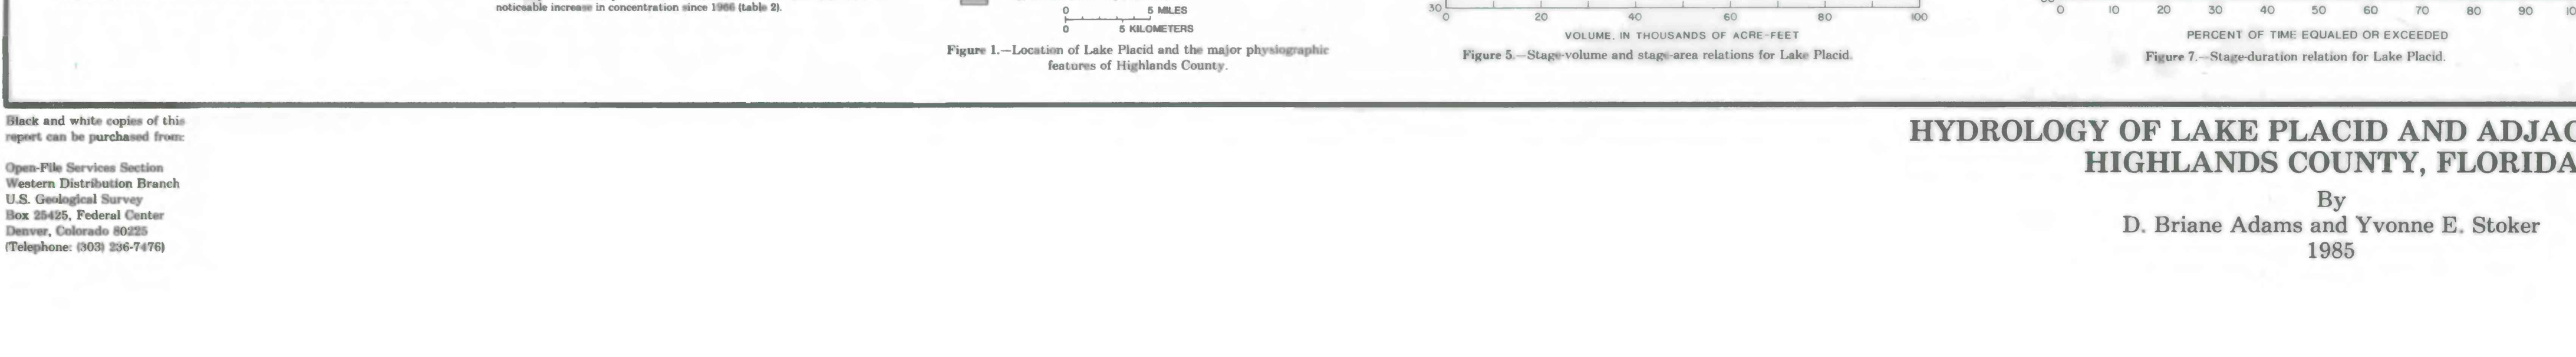 noticeable increase in concentration since 1966 (table 2).
0 5 MILES
0 5 KILOMETERS
Figure 1.—Location of Lake Placid and the major physiographic
features of Highlands County.
30
0 20 40 60 80 100
VOLUME, IN THOUSANDS OF ACRE-FEET
Figure 5.—Stage-volume and stage-area relations for Lake Placid.
0 10 20 30 40 50 60 70 80 90
PERCENT OF TIME EQUALED OR EXCEEDED
Figure 7.—Stage-duration relation for Lake Placid.
Black and white copies of this
report can be purchased from:
Open-File Services Section
Western Distribution Branch
U.S. Geological Survey
Box 25425, Federal Center
Denver, Colorado 80225
(Telephone: (303) 236-7476)
HYDROLOGY OF LAKE PLACID AND ADJAC
HIGHLANDS COUNTY, FLORIDA
By
D. Briane Adams and Yvonne E. Stoker
1985